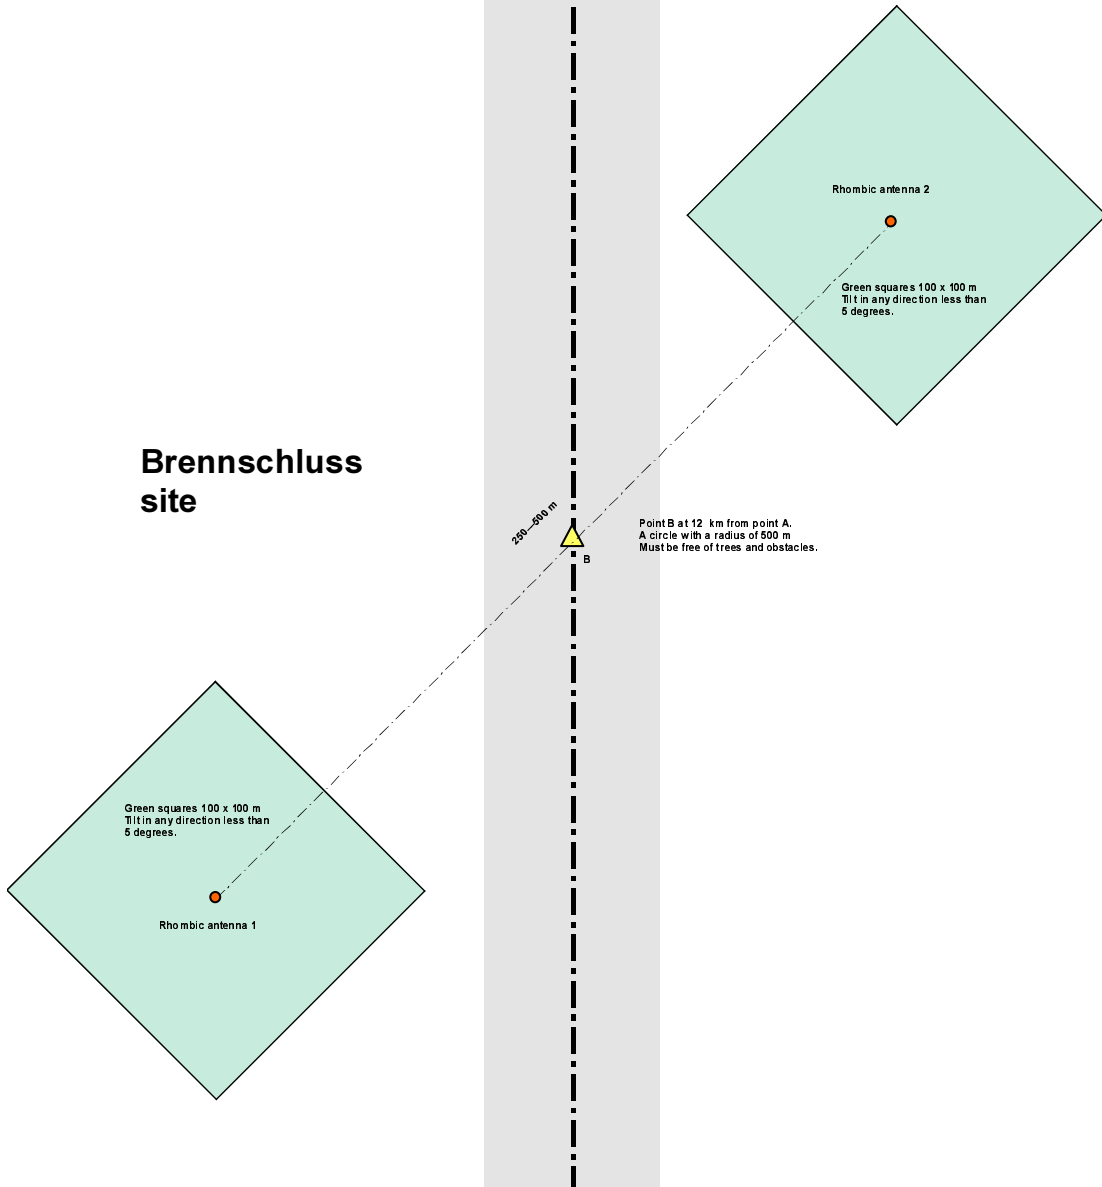 Rhombic antenna 2
Green squares 100 x 100 m
Tilt in any direction less than
5 degrees.
Brennschluss
site
250—500 m
Point B at 12 km from point A.
A circle with a radius of 500 m
Must be free of trees and obstacles.
B
Green squares 100 x 100 m
Tilt in any direction less than
5 degrees.
Rhombic antenna 1